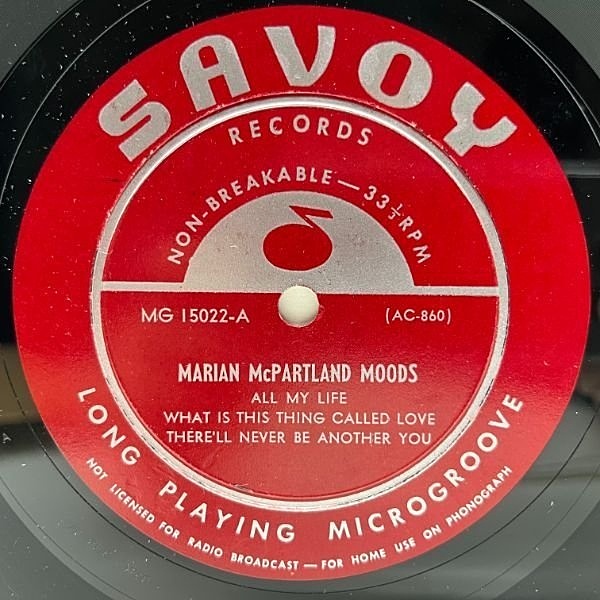 SAVOY
RECORDS
NON-BREAKABLE — 33 1/3 RPM
MG 15022-A (AC-860)
MARIAN McPARTLAND MOODS
ALL MY LIFE
WHAT IS THIS THING CALLED LOVE
THERE'LL NEVER BE ANOTHER YOU
LONG PLAYING MICROGROOVE
NOT LICENSED FOR RADIO BROADCAST — FOR HOME USE ON PHONOGRAPH